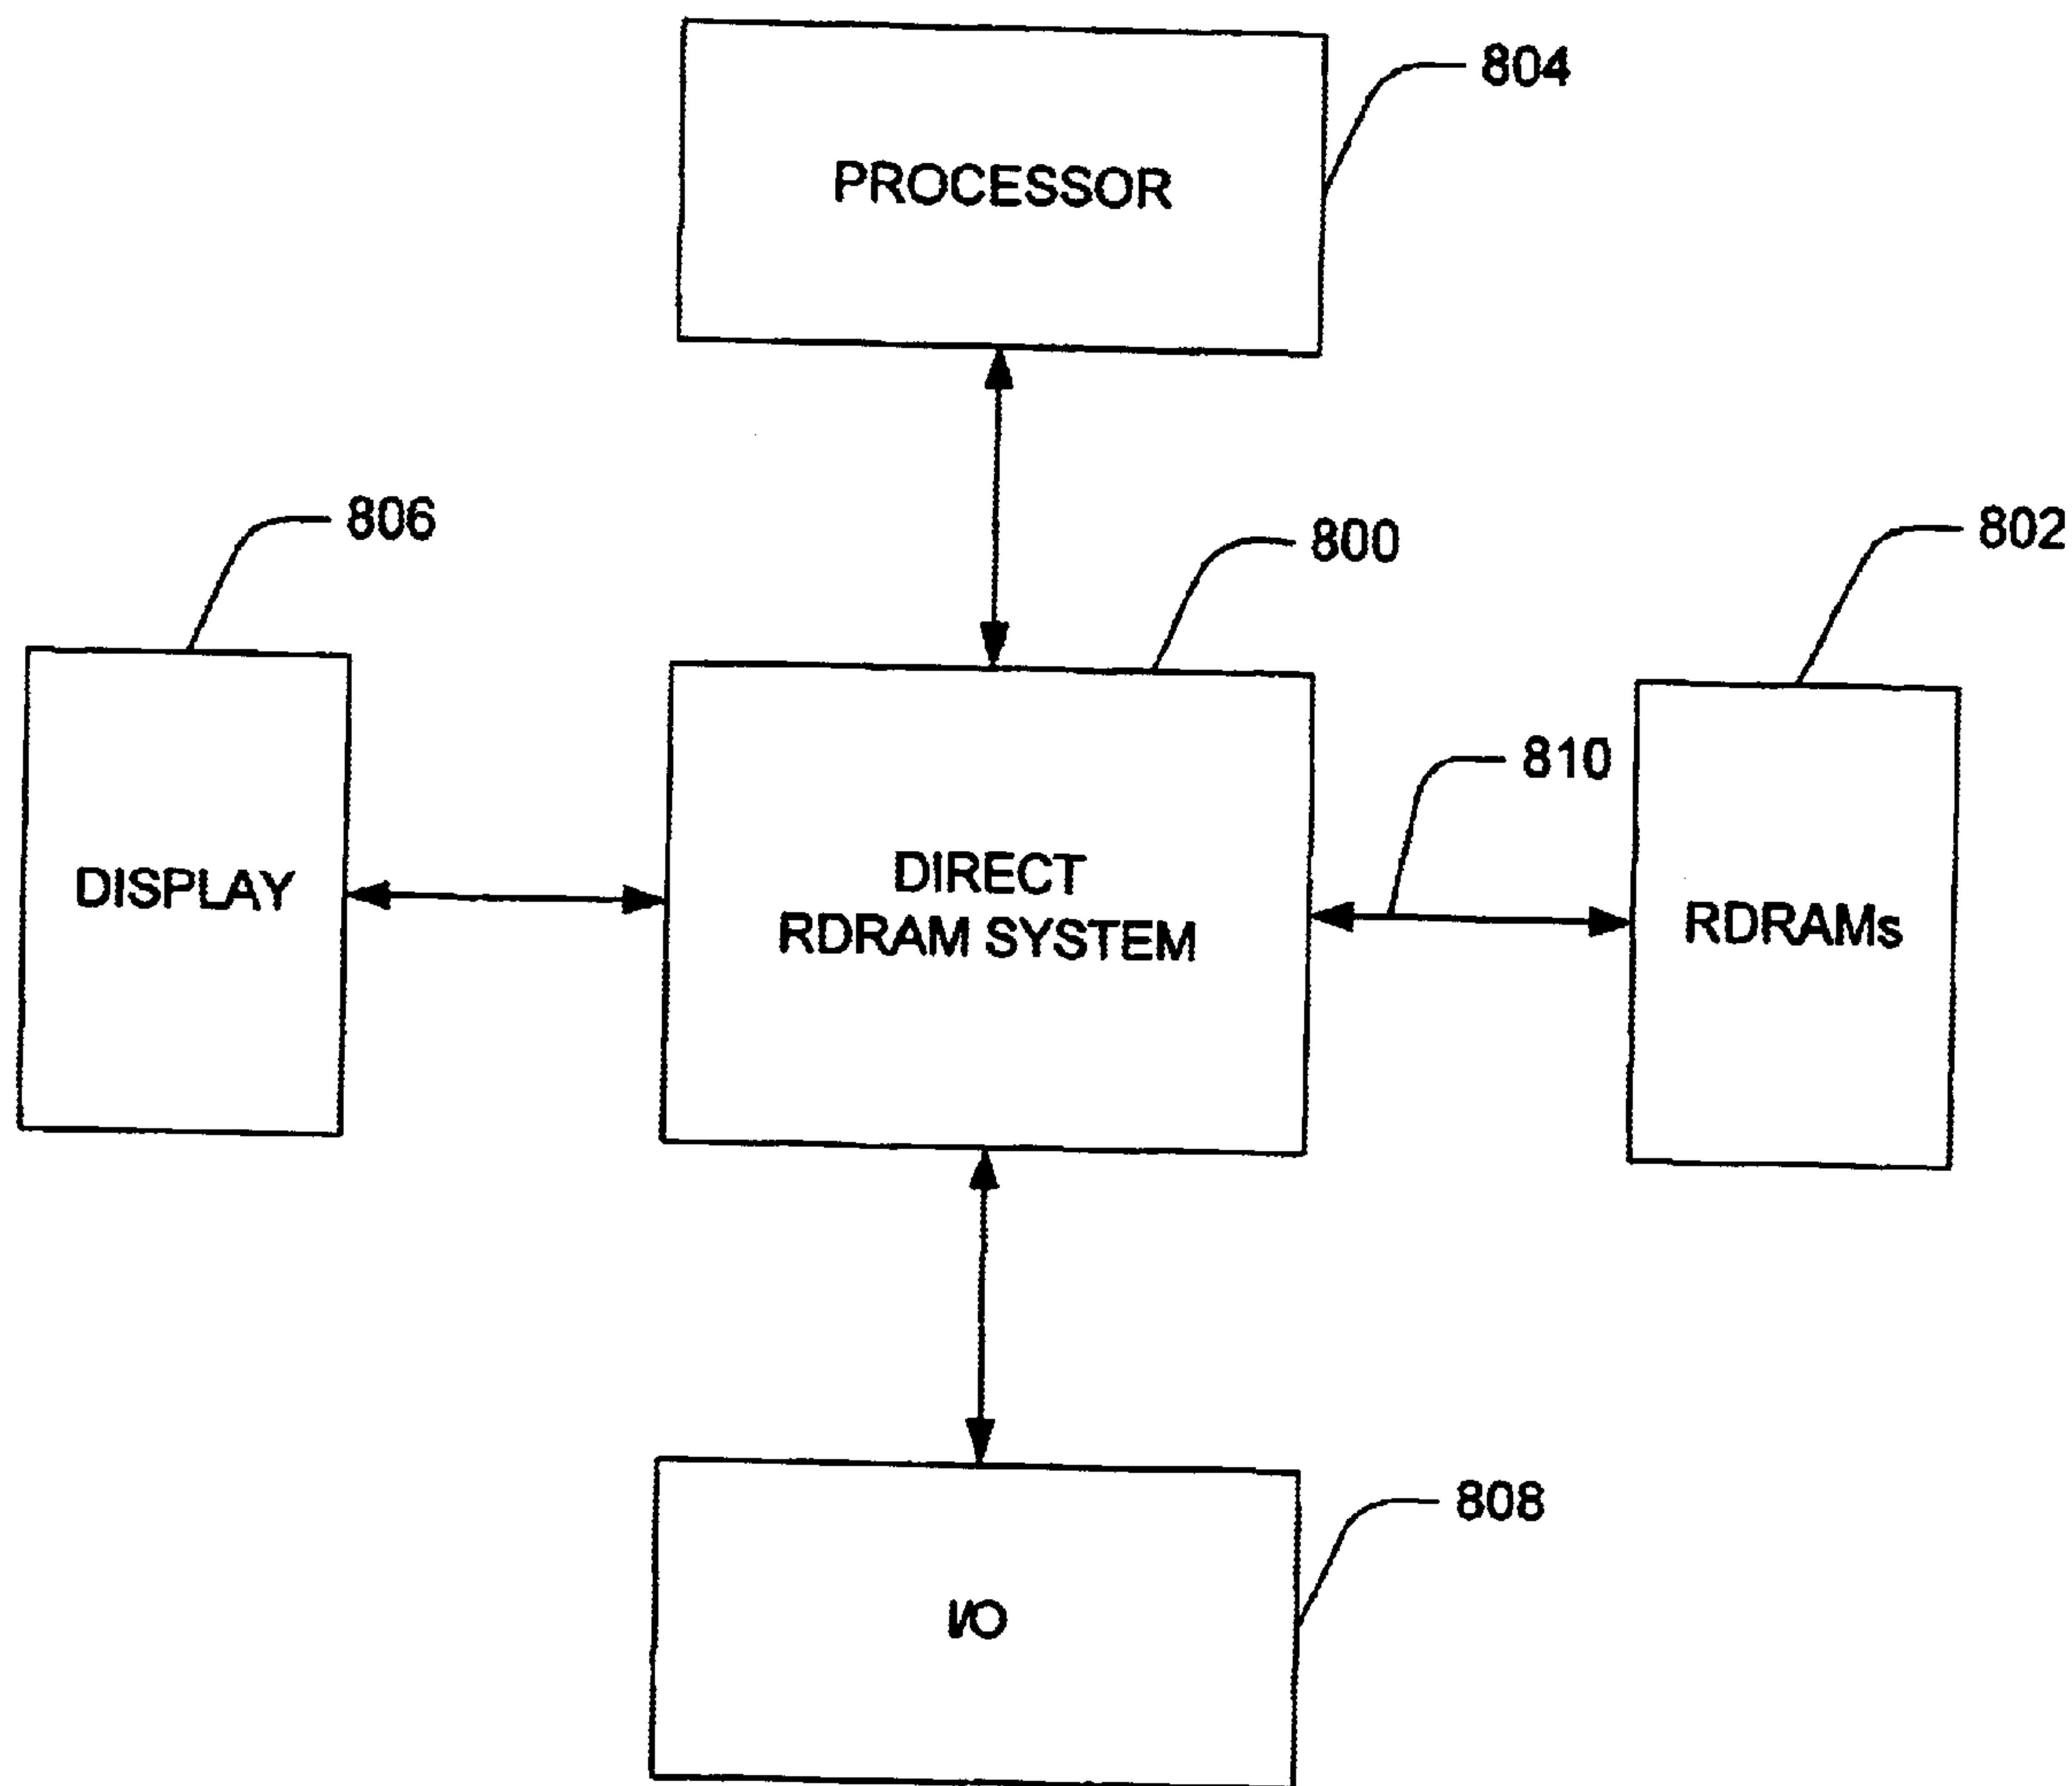 804
PROCESSOR
806
800
802
810
DISPLAY
DIRECT
RDRAM SYSTEM
RDRAMs
808
I/O